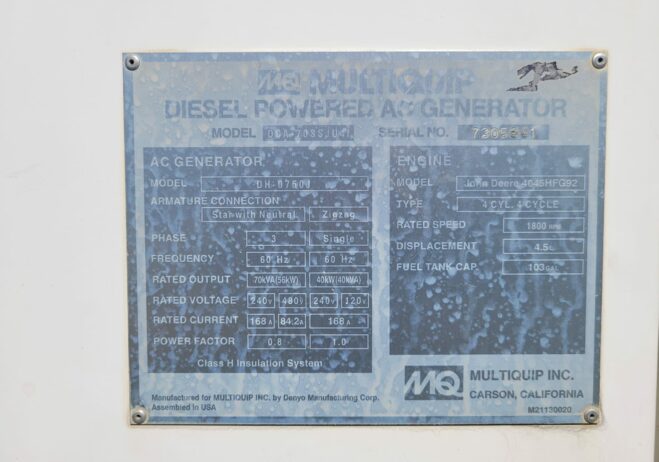 MQ MULTIQUIP
DIESEL POWERED AC GENERATOR
MODEL SERIAL NO.
AC GENERATOR
MODEL
ARMATURE CONNECTION
Star with Neutral Zigzag
PHASE 3 Single
FREQUENCY 60 Hz 60 Hz
RATED OUTPUT 70kVA(56kW) 40kW(40kVA)
RATED VOLTAGE 240V 480V 240V 120V
RATED CURRENT 168A 84.2A 168A
POWER FACTOR 0.8 1.0
Class H Insulation System
ENGINE
MODEL John Deere 4045HFG92
TYPE 4 CYL. 4 CYCLE
RATED SPEED 1800 RPM
DISPLACEMENT 4.5L
FUEL TANK CAP. 103GAL
MQ MULTIQUIP INC.
CARSON, CALIFORNIA
Manufactured for MULTIQUIP INC. by Denyo Manufacturing Corp.
Assembled in USA
M21130020